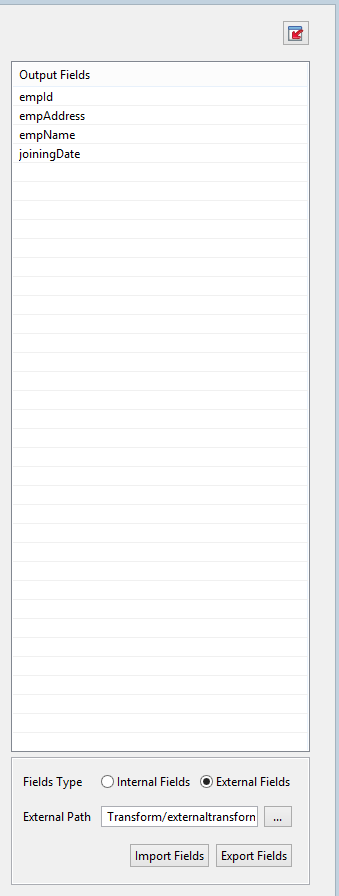 Output Fields
empId
empAddress
empName
joiningDate
Fields Type Internal Fields External Fields
External Path Transform/externaltransforn ...
Import Fields Export Fields